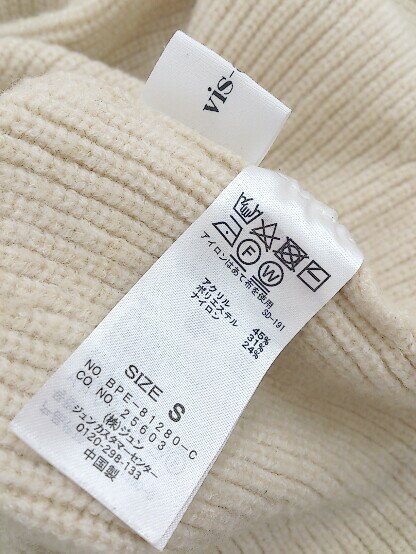 vis-
アイロンはあて布を使用
SD-191
アクリル 45%
ポリエステル 31%
ナイロン 24%
SIZE S
NO. BPE-81280-C
CO NO. 25603
(株)ジュン
ジュンカスタマーセンター
0120-298-133
中国製